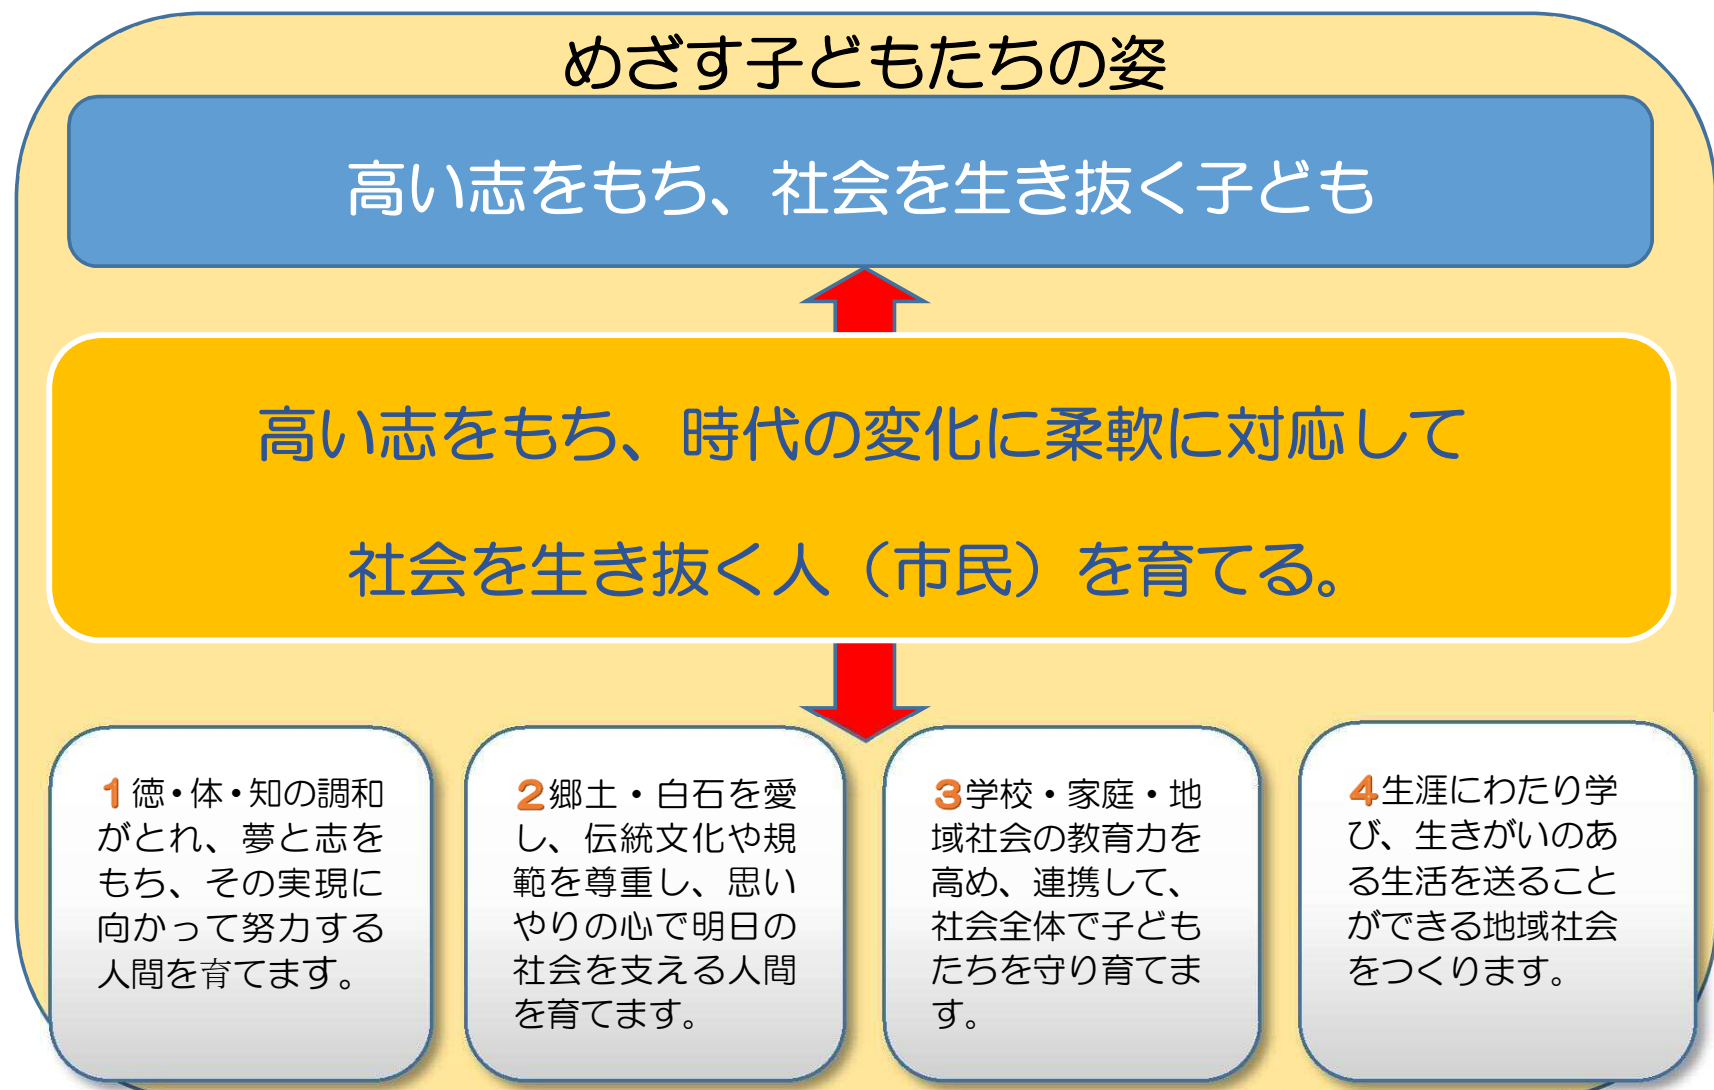 めざす子どもたちの姿
高い志をもち、社会を生き抜く子ども
高い志をもち、時代の変化に柔軟に対応して
社会を生き抜く人（市民）を育てる。
1徳・体・知の調和
がとれ、夢と志を
もち、その実現に
向かって努力する
人間を育てます。
2郷土・白石を愛
し、伝統文化や規
範を尊重し、思い
やりの心で明日の
社会を支える人間
を育てます。
3学校・家庭・地
域社会の教育力を
高め、連携して、
社会全体で子ども
たちを守り育てま
す。
4生涯にわたり学
び、生きがいのあ
る生活を送ること
ができる地域社会
をつくります。